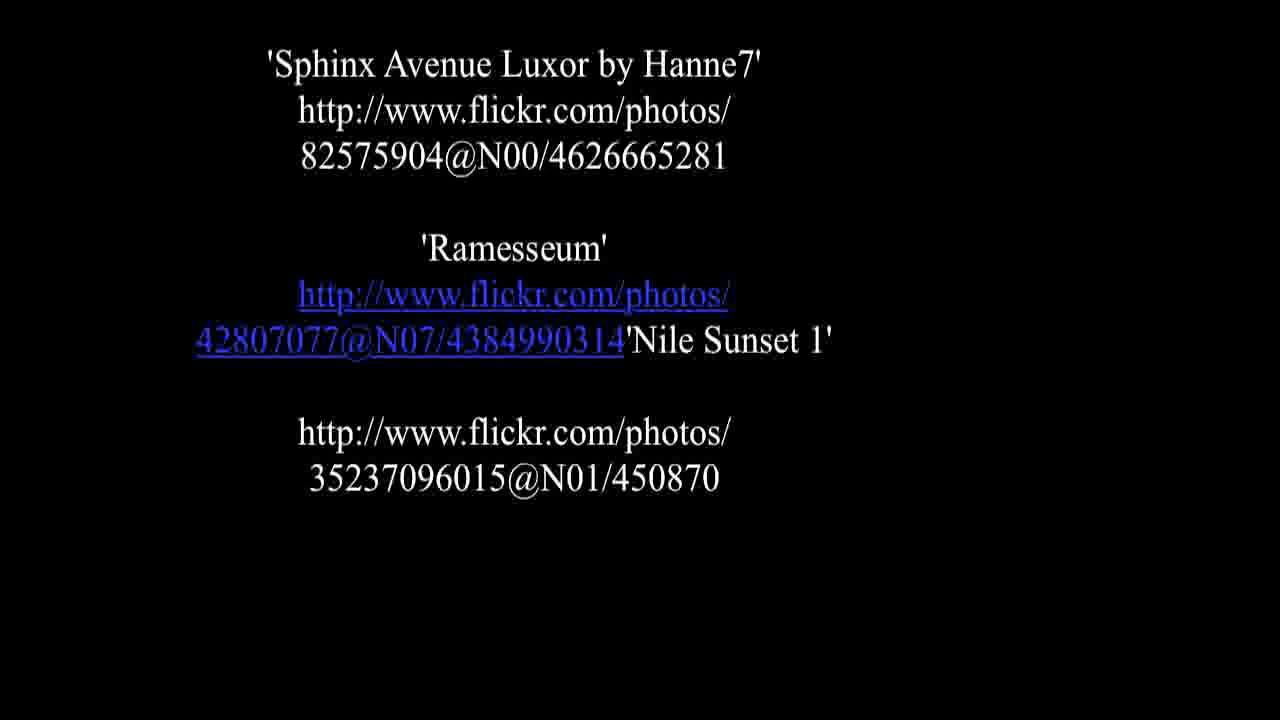 'Sphinx Avenue Luxor by Hanne7'
http://www.flickr.com/photos/
82575904@N00/4626665281
'Ramesseum'
http://www.flickr.com/photos/
42807077@N07/4384990314'Nile Sunset 1'
http://www.flickr.com/photos/
35237096015@N01/450870